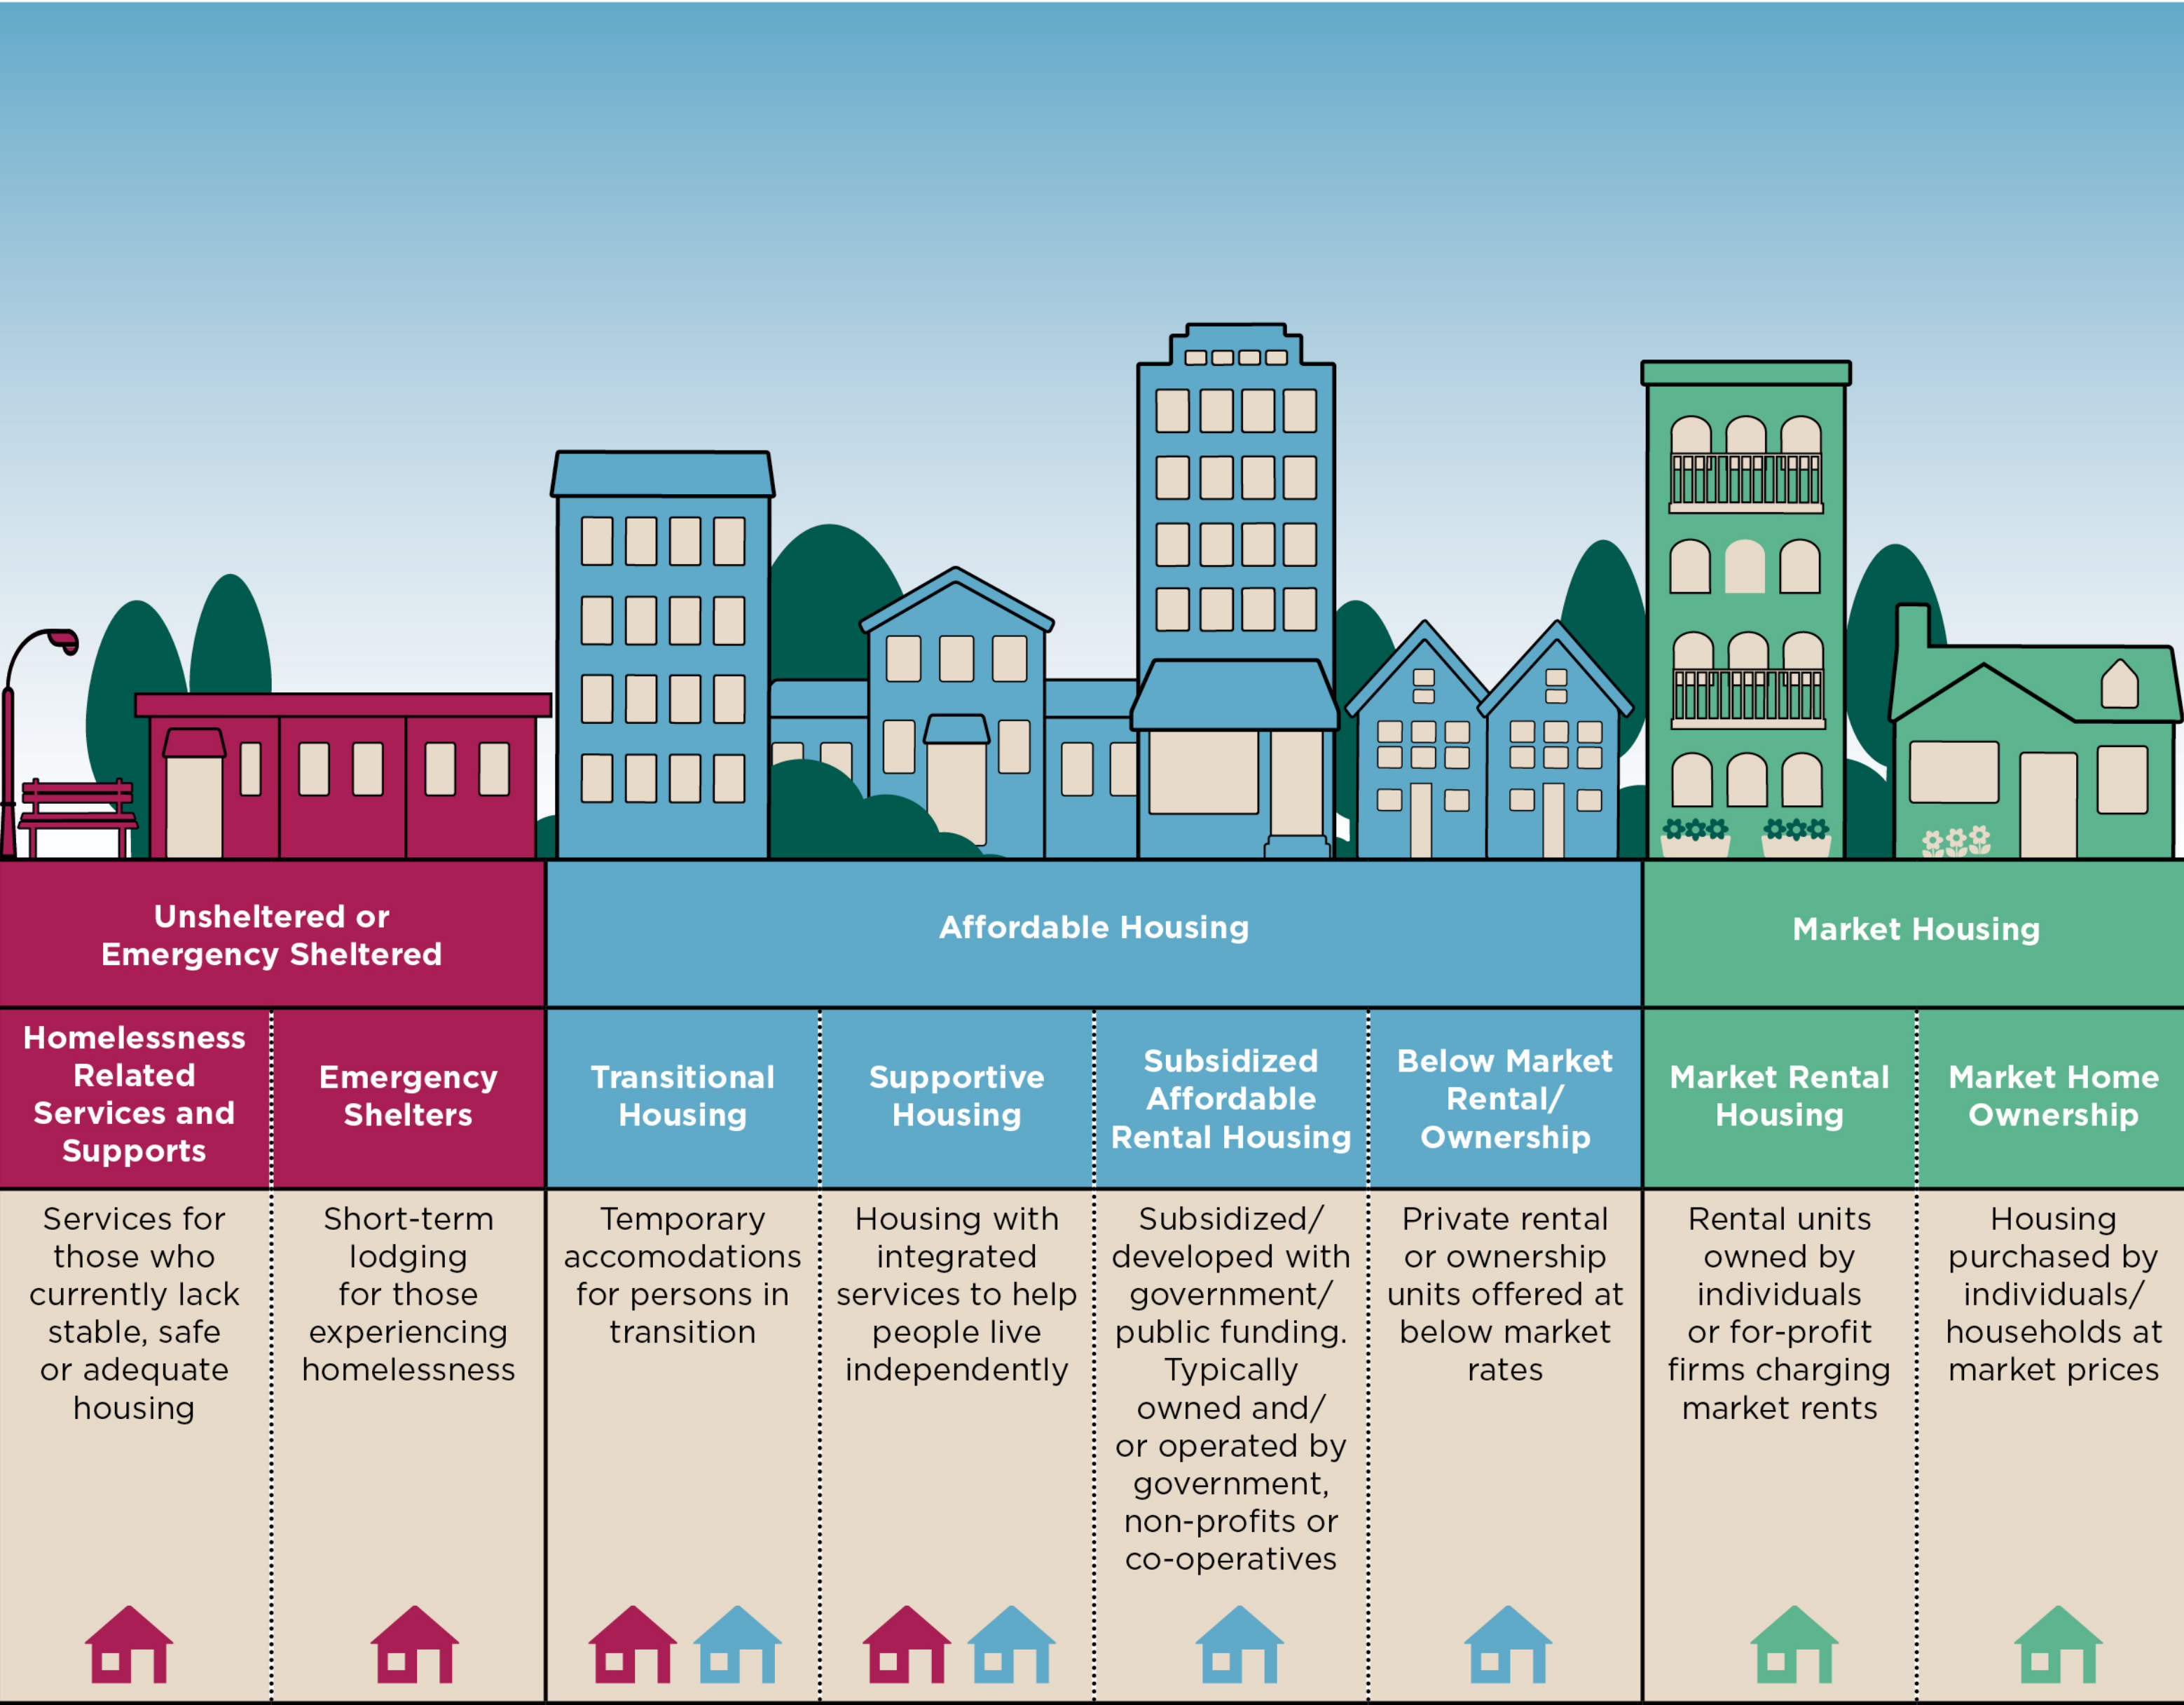 Unsheltered or
Emergency Sheltered
Affordable Housing
Market Housing
Homelessness
Related
Services and
Supports
Emergency
Shelters
Transitional
Housing
Supportive
Housing
Subsidized
Affordable
Rental Housing
Below Market
Rental/
Ownership
Market Rental
Housing
Market Home
Ownership
Services for
those who
currently lack
stable, safe
or adequate
housing
Short-term
lodging
for those
experiencing
homelessness
Temporary
accomodations
for persons in
transition
Housing with
integrated
services to help
people live
independently
Subsidized/
developed with
government/
public funding.
Typically
owned and/
or operated by
government,
non-profits or
co-operatives
Private rental
or ownership
units offered at
below market
rates
Rental units
owned by
individuals
or for-profit
firms charging
market rents
Housing
purchased by
individuals/
households at
market prices